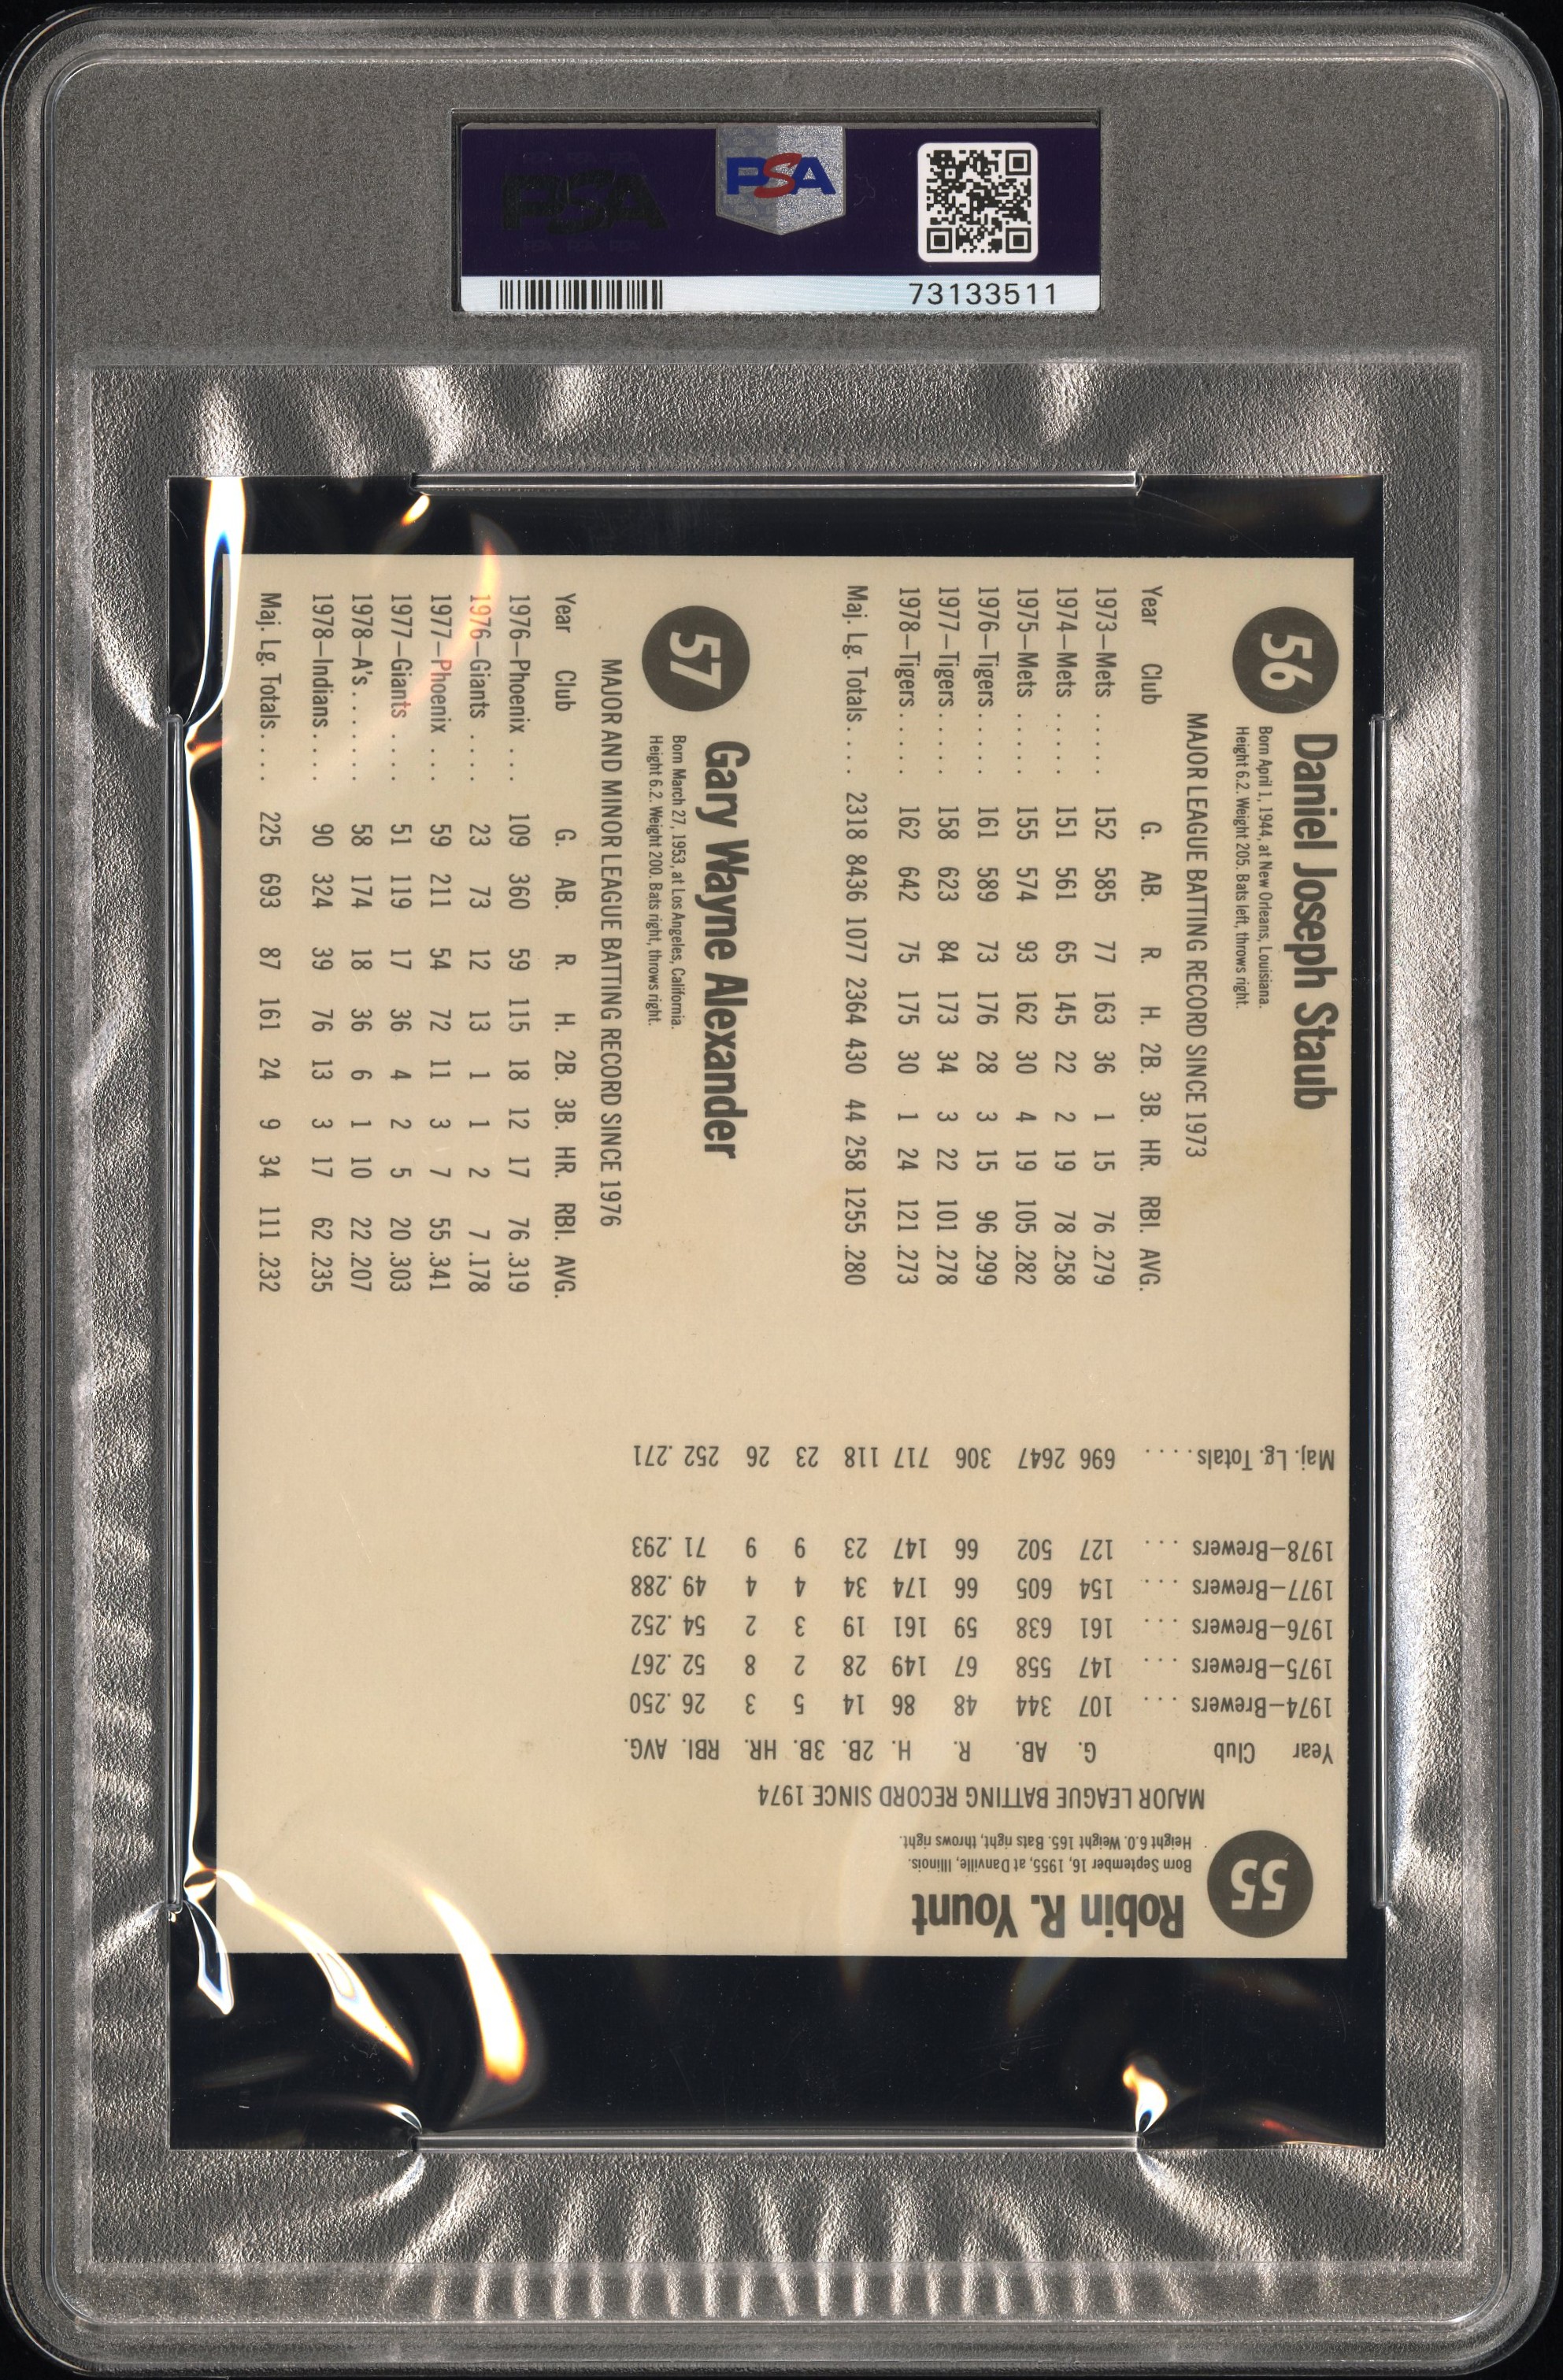 PSA
PSA
73133511
56
Daniel Joseph Staub
Born April 1, 1944, at New Orleans, Louisiana.
Height 6.2. Weight 205. Bats left, throws right.
MAJOR LEAGUE BATTING RECORD SINCE 1973
Year Club G. AB. R. H. 2B. 3B. HR. RBI. AVG.
1973—Mets ..... 152 585 77 163 36 1 15 76 .279
1974—Mets ..... 151 561 65 145 22 2 19 78 .258
1975—Mets ..... 155 574 93 162 30 4 19 105 .282
1976—Tigers .... 161 589 73 176 28 3 15 96 .299
1977—Tigers .... 158 623 84 173 34 3 22 101 .278
1978—Tigers .... 162 642 75 175 30 1 24 121 .273
Maj. Lg. Totals .... 2318 8436 1077 2364 430 44 258 1255 .280
57
Gary Wayne Alexander
Born March 27, 1953, at Los Angeles, California.
Height 6.2. Weight 200. Bats right, throws right.
MAJOR AND MINOR LEAGUE BATTING RECORD SINCE 1976
Year Club G. AB. R. H. 2B. 3B. HR. RBI. AVG.
1976—Phoenix ... 109 360 59 115 18 12 17 76 .319
1976—Giants .... 23 73 12 13 1 1 2 7 .178
1977—Phoenix ... 59 211 54 72 11 3 7 55 .341
1977—Giants .... 51 119 17 36 4 2 5 20 .303
1978—A's ....... 58 174 18 36 6 1 10 22 .207
1978—Indians .... 90 324 39 76 13 3 17 62 .235
Maj. Lg. Totals .... 225 693 87 161 24 9 34 111 .232
55
Robin R. Yount
Born September 16, 1955, at Danville, Illinois.
Height 6.0. Weight 165. Bats right, throws right.
MAJOR LEAGUE BATTING RECORD SINCE 1974
Year Club G. AB. R. H. 2B. 3B. HR. RBI. AVG.
1974—Brewers ... 107 344 48 86 14 5 3 26 .250
1975—Brewers ... 147 558 67 149 28 2 8 52 .267
1976—Brewers ... 161 638 59 161 19 3 2 54 .252
1977—Brewers ... 154 605 66 174 34 4 4 49 .288
1978—Brewers ... 127 502 66 147 23 9 9 71 .293
Maj. Lg. Totals .... 696 2647 306 717 118 23 26 252 .271